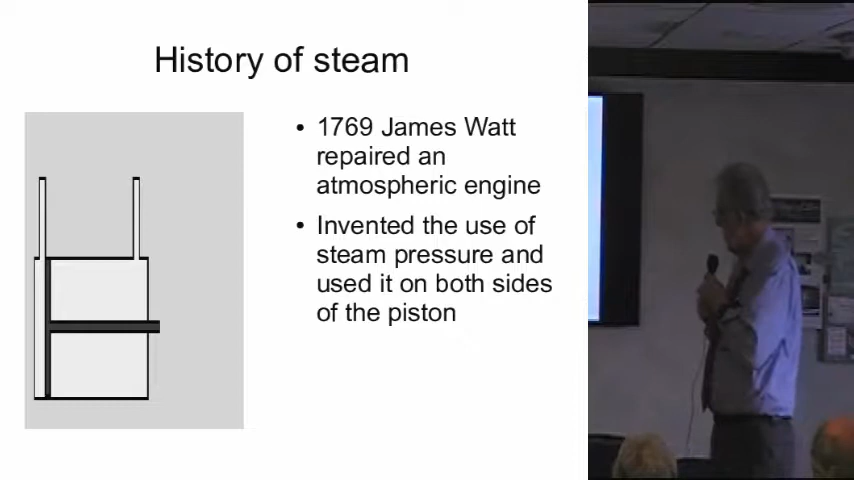 History of steam
• 1769 James Watt
repaired an
atmospheric engine
• Invented the use of
steam pressure and
used it on both sides
of the piston